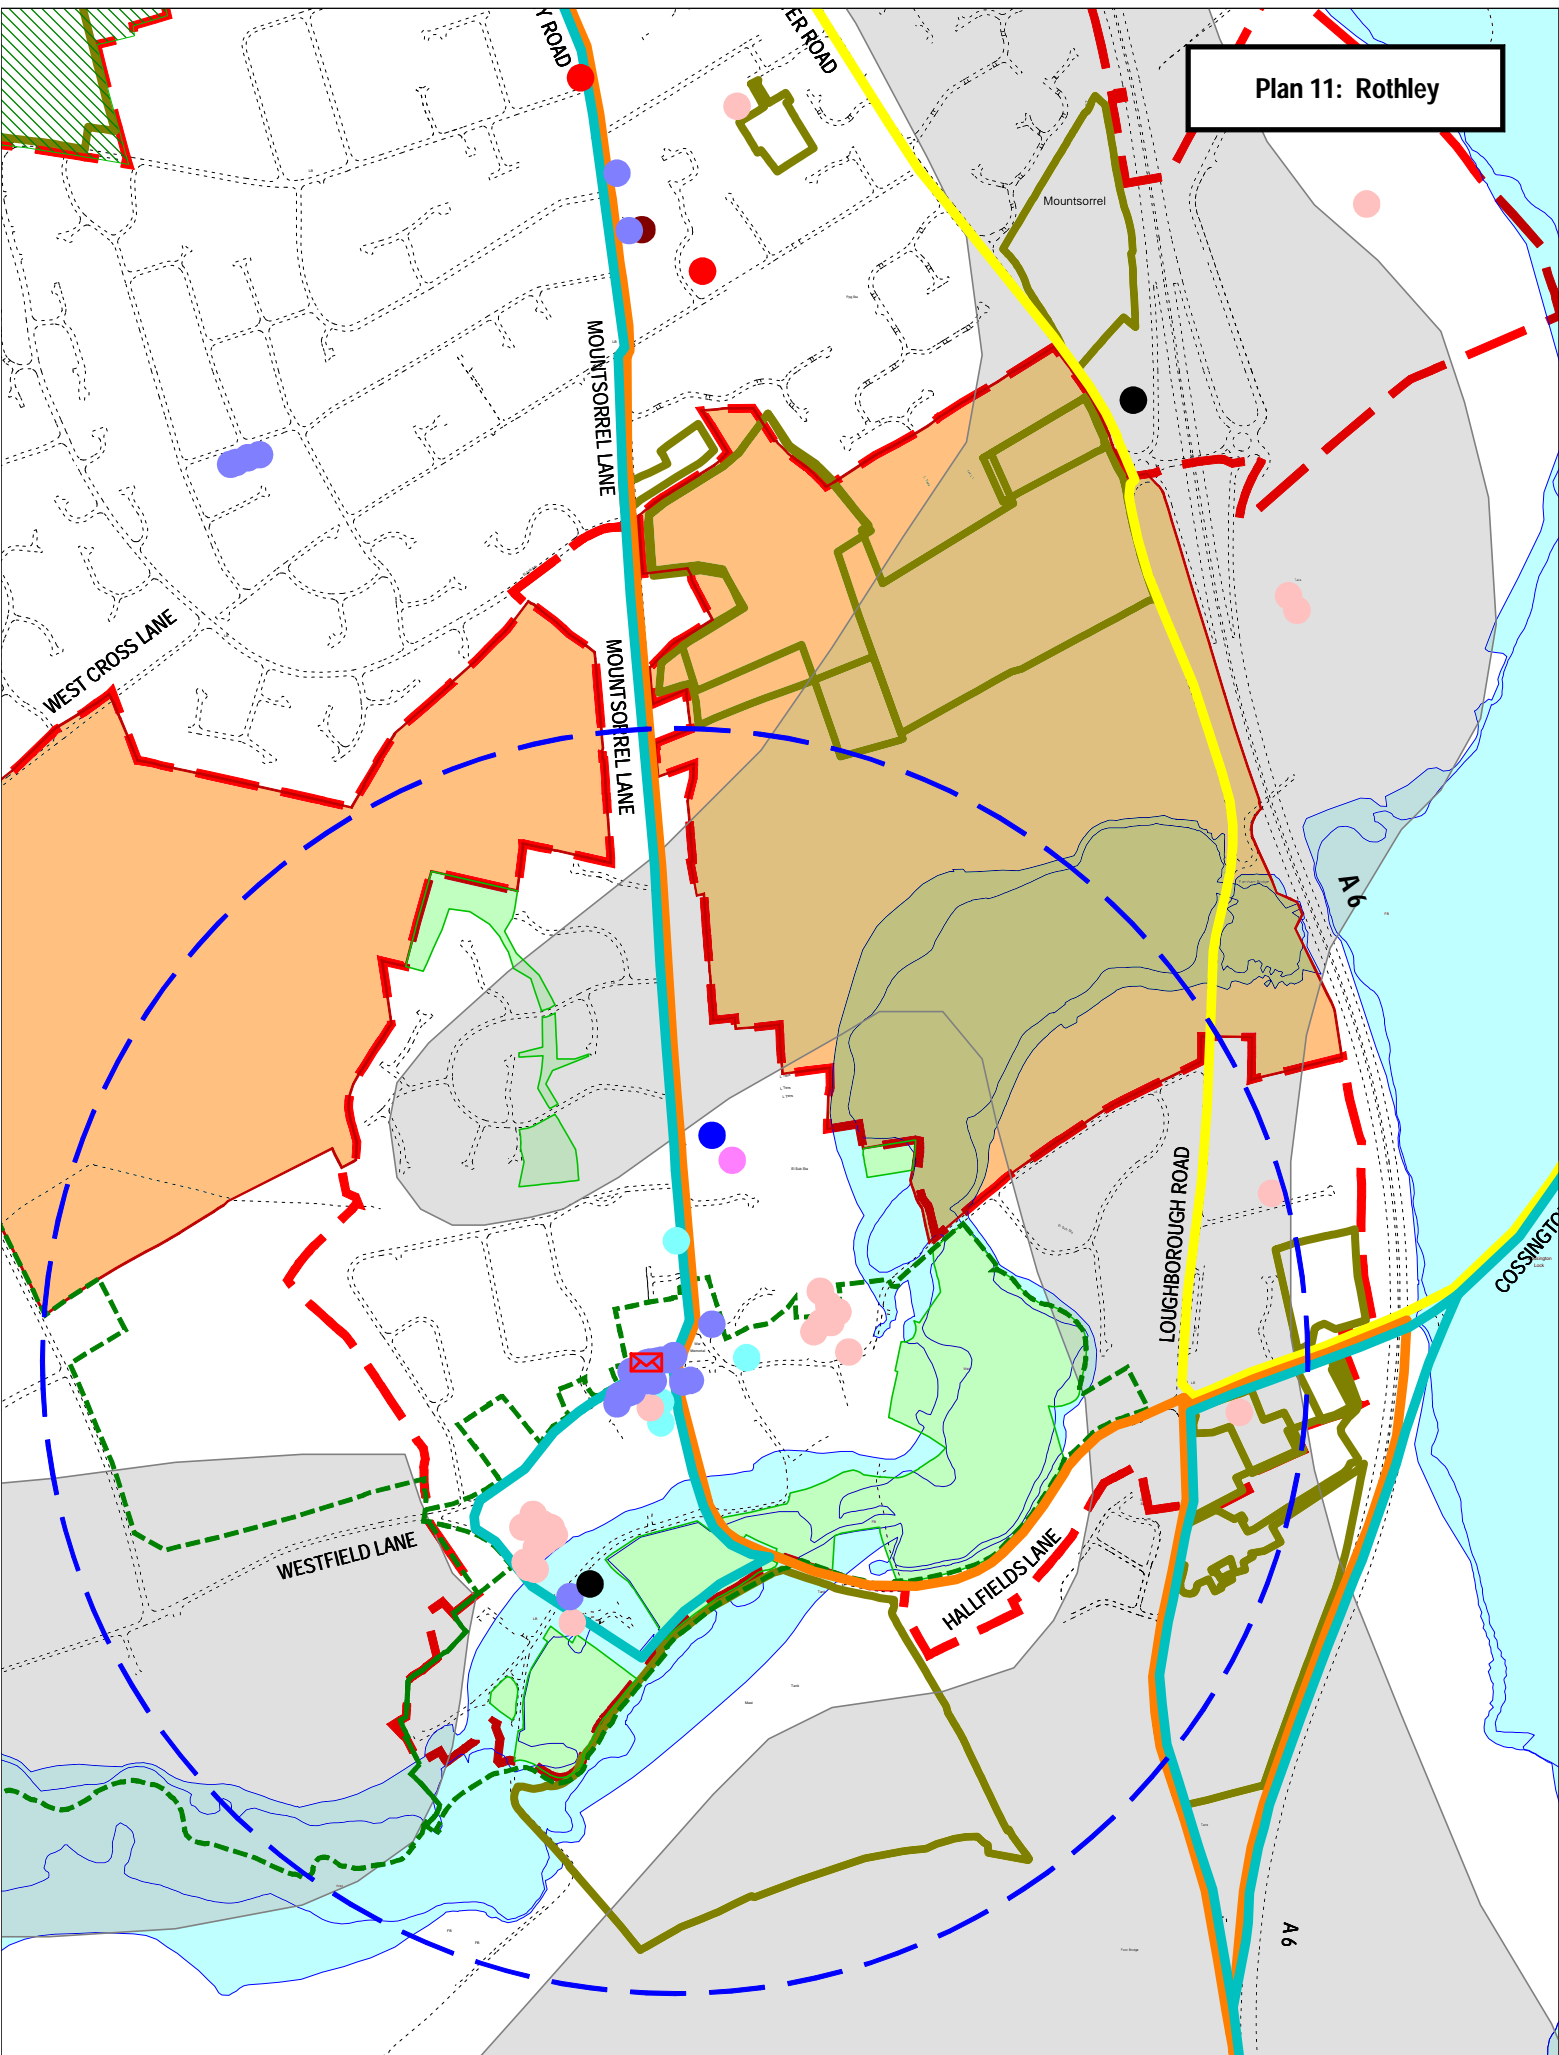 Y ROAD
ER ROAD
Plan 11: Rothley
Mountsorrel
MOUNTSORREL LANE
WEST CROSS LANE
MOUNTSORREL LANE
A 6
LOUGHBOROUGH ROAD
COSSINGTO
WESTFIELD LANE
HALLFIELDS LANE
A 6